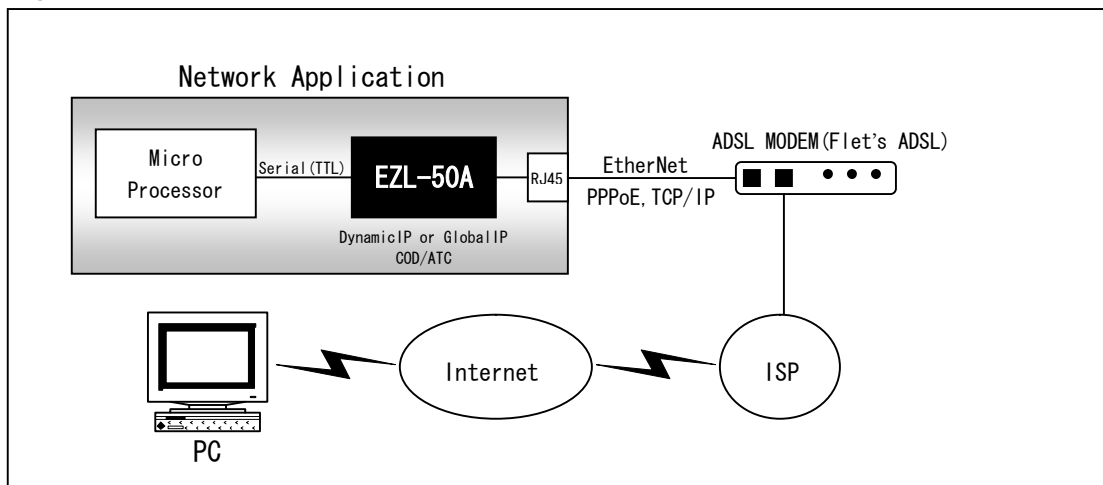 Network Application
Micro
Processor
Serial(TTL)
EZL-50A
RJ45
DynamicIP or GlobalIP
COD/ATC
EtherNet
PPPoE,TCP/IP
ADSL MODEM(Flet's ADSL)
PC
Internet
ISP